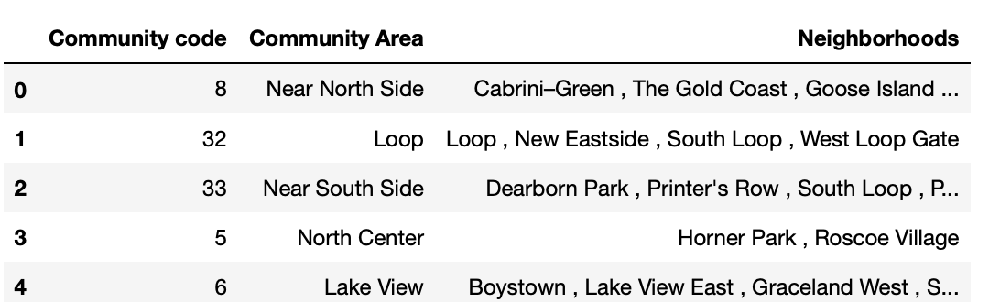 Community code Community Area Neighborhoods
0 8 Near North Side Cabrini–Green , The Gold Coast , Goose Island ...
1 32 Loop Loop , New Eastside , South Loop , West Loop Gate
2 33 Near South Side Dearborn Park , Printer's Row , South Loop , P...
3 5 North Center Horner Park , Roscoe Village
4 6 Lake View Boystown , Lake View East , Graceland West , S...